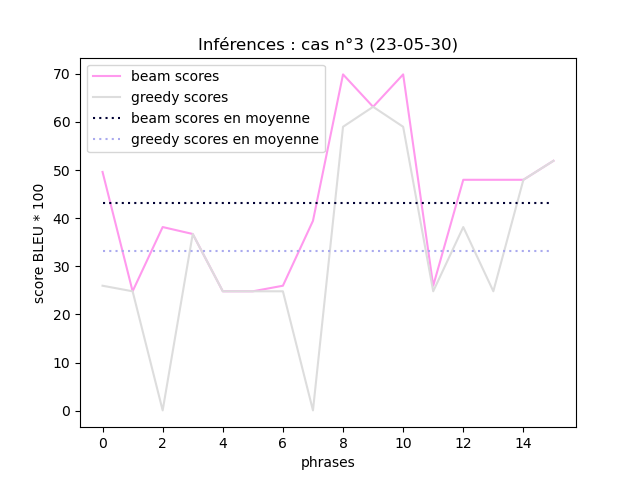 Inférences : cas n°3 (23-05-30)
beam scores
greedy scores
beam scores en moyenne
greedy scores en moyenne
score BLEU * 100
70
60
50
40
30
20
10
0
0 2 4 6 8 10 12 14
phrases